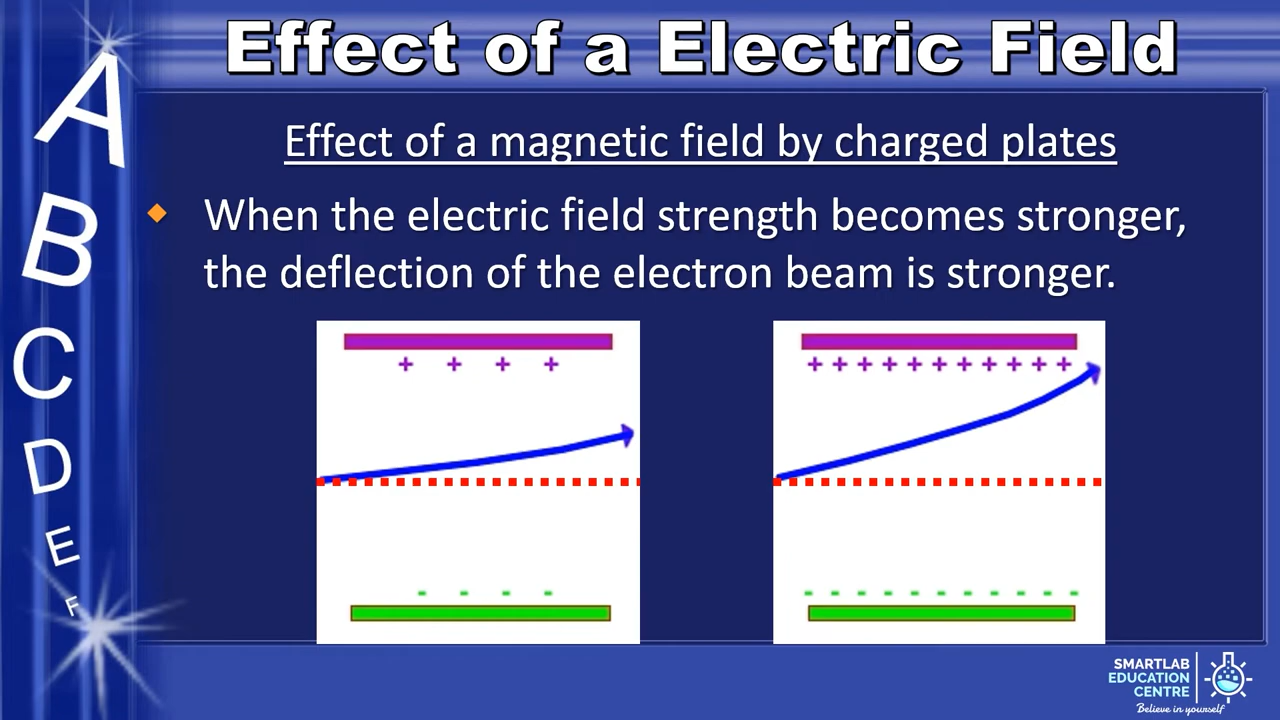 Effect of a Electric Field
A
B
C
D
E
F
Effect of a magnetic field by charged plates
When the electric field strength becomes stronger,
the deflection of the electron beam is stronger.
+ + + +
+ + + + + + + + + + +
- - - -
- - - - - - - - - - -
SMARTLAB
EDUCATION
CENTRE
Believe in yourself